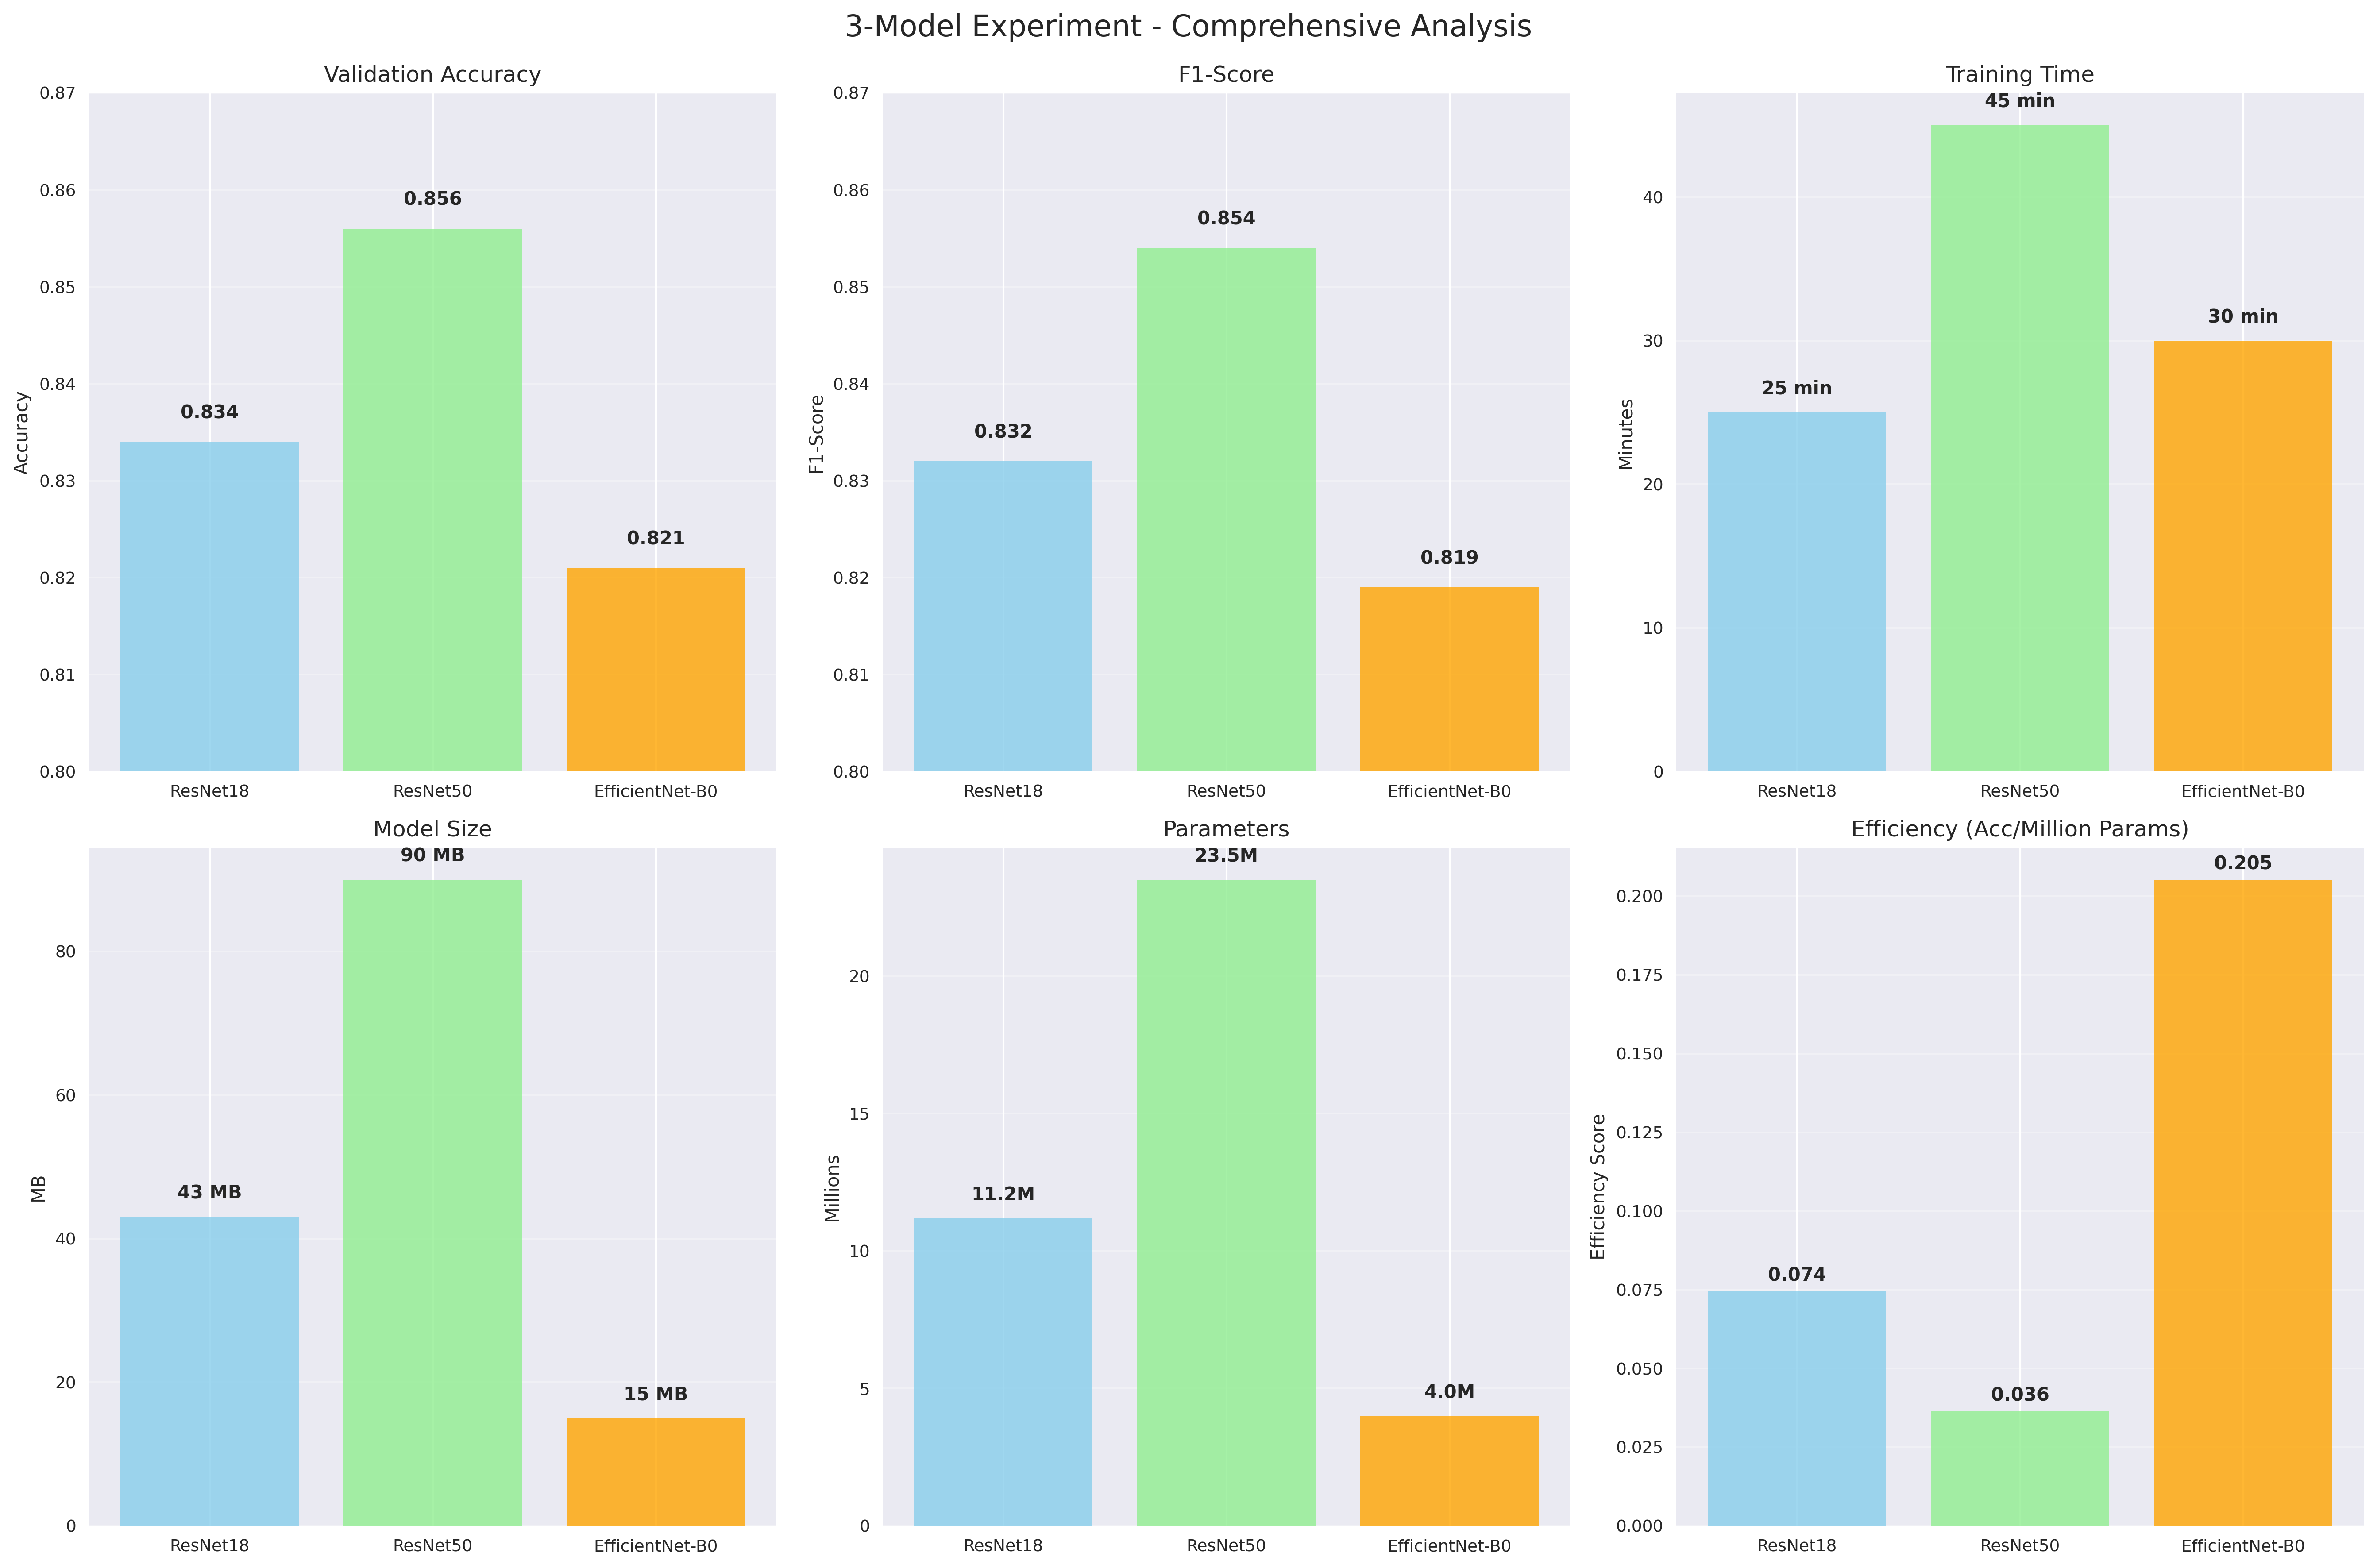 3-Model Experiment - Comprehensive Analysis
Validation Accuracy
0.87
0.86
0.85
0.84
0.83
0.82
0.81
0.80
Accuracy
0.834
0.856
0.821
ResNet18
ResNet50
EfficientNet-B0
F1-Score
0.87
0.86
0.85
0.84
0.83
0.82
0.81
0.80
F1-Score
0.832
0.854
0.819
ResNet18
ResNet50
EfficientNet-B0
Training Time
40
30
20
10
0
Minutes
25 min
45 min
30 min
ResNet18
ResNet50
EfficientNet-B0
Model Size
80
60
40
20
0
MB
43 MB
90 MB
15 MB
ResNet18
ResNet50
EfficientNet-B0
Parameters
20
15
10
5
0
Millions
11.2M
23.5M
4.0M
ResNet18
ResNet50
EfficientNet-B0
Efficiency (Acc/Million Params)
0.200
0.175
0.150
0.125
0.100
0.075
0.050
0.025
0.000
Efficiency Score
0.074
0.036
0.205
ResNet18
ResNet50
EfficientNet-B0